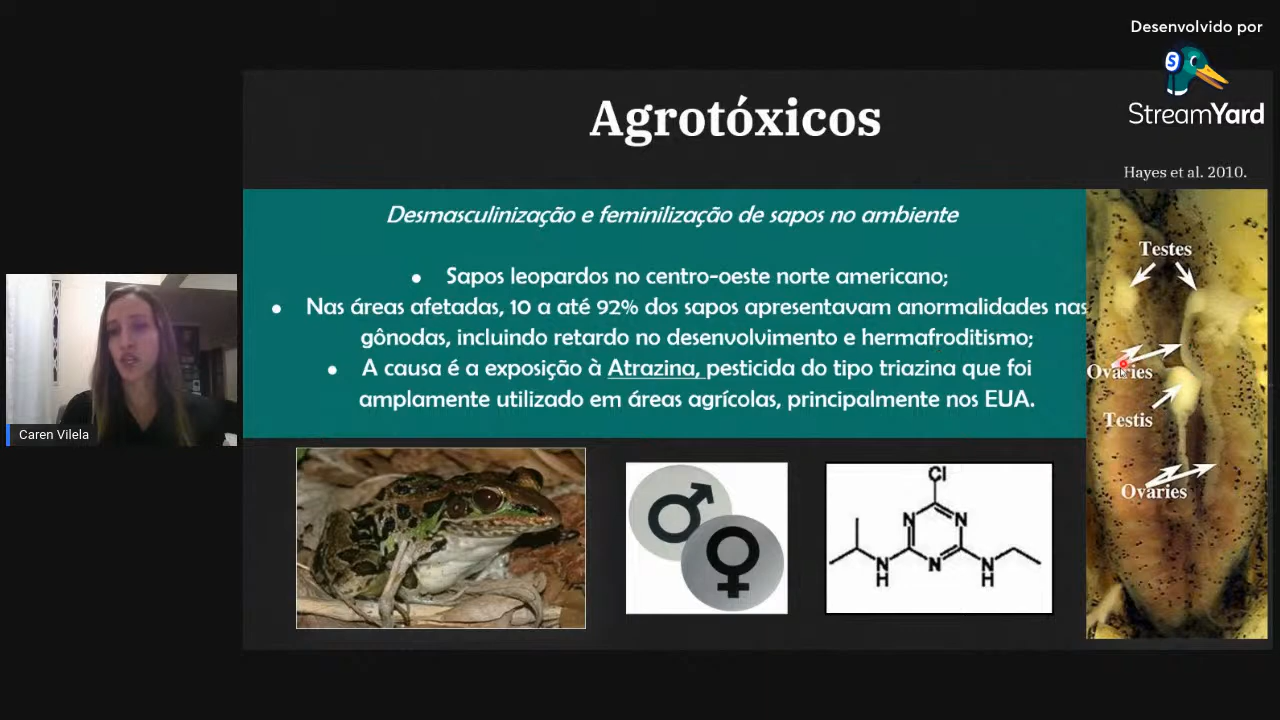 Desenvolvido por
S
StreamYard
Agrotóxicos
Hayes et al. 2010.
Desmasculinização e feminilização de sapos no ambiente
• Sapos leopardos no centro-oeste norte americano;
• Nas áreas afetadas, 10 a até 92% dos sapos apresentavam anormalidades nas
gônodas, incluindo retardo no desenvolvimento e hermafroditismo;
• A causa é a exposição à Atrazina, pesticida do tipo triazina que foi
amplamente utilizado em áreas agrícolas, principalmente nos EUA.
Testes
Ovaries
Testis
Ovaries
Caren Vilela
Cl
N N
N N N
H H